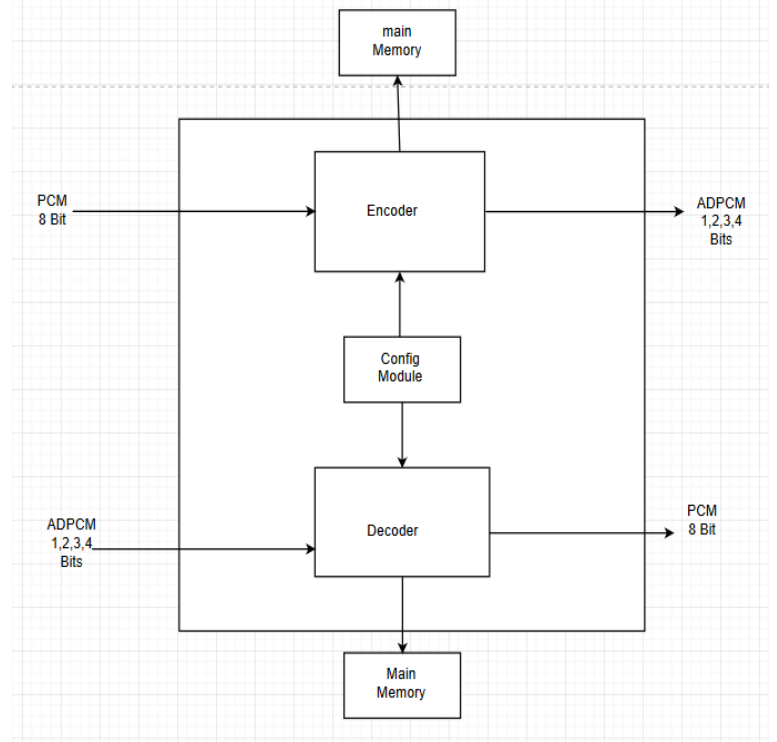 main
Memory
PCM
8 Bit
Encoder
ADPCM
1,2,3,4
Bits
Config
Module
ADPCM
1,2,3,4
Bits
Decoder
PCM
8 Bit
Main
Memory